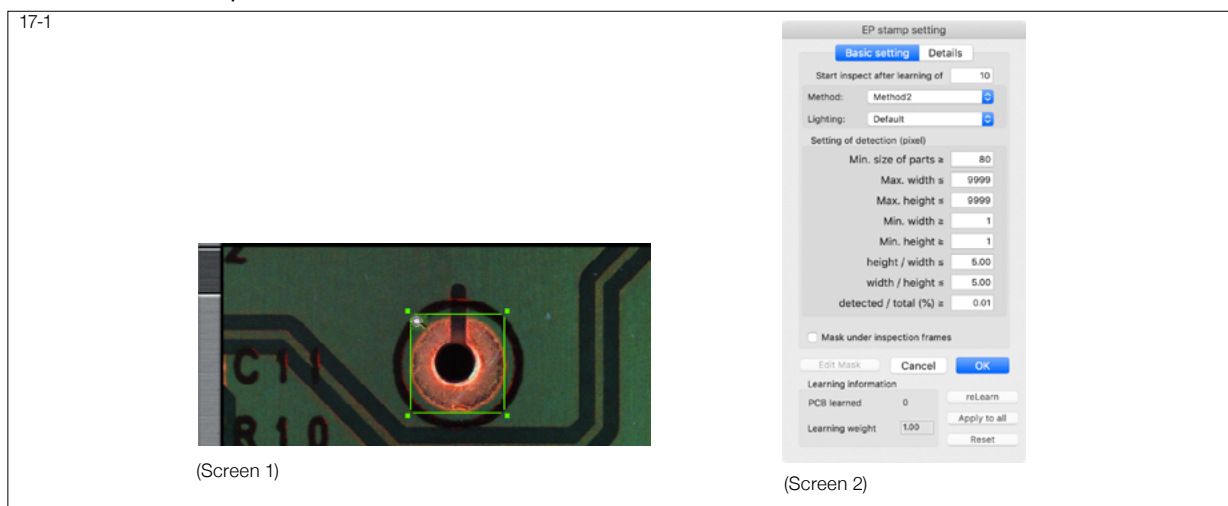 17-1
C11
R10
(Screen 1)
EP stamp setting
Basic setting Details
Start inspect after learning of 10
Method: Method2
Lighting: Default
Setting of detection (pixel)
Min. size of parts ≥ 80
Max. width ≤ 9999
Max. height ≤ 9999
Min. width ≥ 1
Min. height ≥ 1
height / width ≤ 5.00
width / height ≤ 5.00
detected / total (%) ≥ 0.01
Mask under inspection frames
Edit Mask Cancel OK
Learning information
PCB learned 0 reLearn
Apply to all
Learning weight 1.00
Reset
(Screen 2)